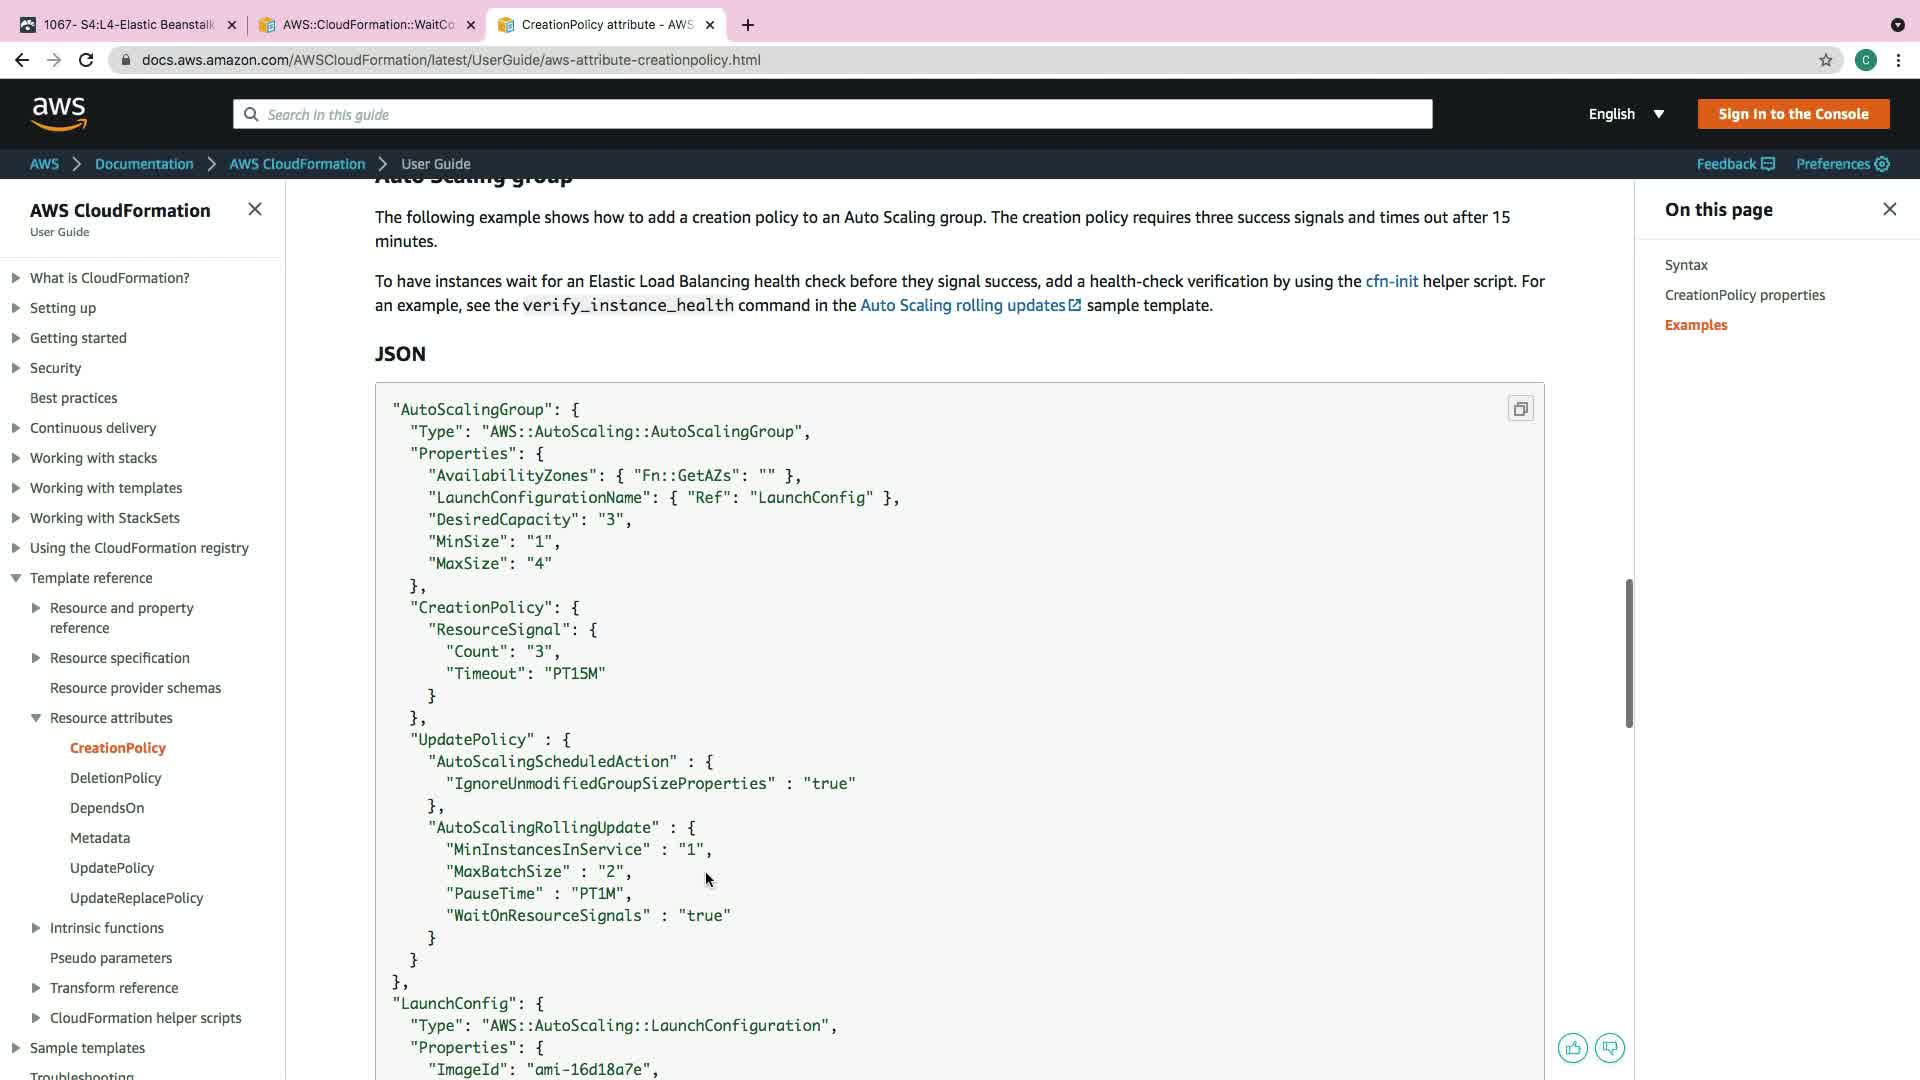 1067- S4:L4-Elastic Beanstalk
AWS::CloudFormation::WaitCo
CreationPolicy attribute - AWS
docs.aws.amazon.com/AWSCloudFormation/latest/UserGuide/aws-attribute-creationpolicy.html
C
aws
Search in this guide
English
Sign In to the Console
AWS
Documentation
AWS CloudFormation
User Guide
Feedback
Preferences
AWS CloudFormation
User Guide
What is CloudFormation?
Setting up
Getting started
Security
Best practices
Continuous delivery
Working with stacks
Working with templates
Working with StackSets
Using the CloudFormation registry
Template reference
Resource and property
reference
Resource specification
Resource provider schemas
Resource attributes
CreationPolicy
DeletionPolicy
DependsOn
Metadata
UpdatePolicy
UpdateReplacePolicy
Intrinsic functions
Pseudo parameters
Transform reference
CloudFormation helper scripts
Sample templates
Troubleshooting
Auto Scaling group
The following example shows how to add a creation policy to an Auto Scaling group. The creation policy requires three success signals and times out after 15
minutes.
To have instances wait for an Elastic Load Balancing health check before they signal success, add a health-check verification by using the cfn-init helper script. For
an example, see the verify_instance_health command in the Auto Scaling rolling updates sample template.
JSON
"AutoScalingGroup": {
"Type": "AWS::AutoScaling::AutoScalingGroup",
"Properties": {
"AvailabilityZones": { "Fn::GetAZs": "" },
"LaunchConfigurationName": { "Ref": "LaunchConfig" },
"DesiredCapacity": "3",
"MinSize": "1",
"MaxSize": "4"
},
"CreationPolicy": {
"ResourceSignal": {
"Count": "3",
"Timeout": "PT15M"
}
},
"UpdatePolicy" : {
"AutoScalingScheduledAction" : {
"IgnoreUnmodifiedGroupSizeProperties" : "true"
},
"AutoScalingRollingUpdate" : {
"MinInstancesInService" : "1",
"MaxBatchSize" : "2",
"PauseTime" : "PT1M",
"WaitOnResourceSignals" : "true"
}
}
},
"LaunchConfig": {
"Type": "AWS::AutoScaling::LaunchConfiguration",
"Properties": {
"ImageId": "ami-16d18a7e",
On this page
Syntax
CreationPolicy properties
Examples